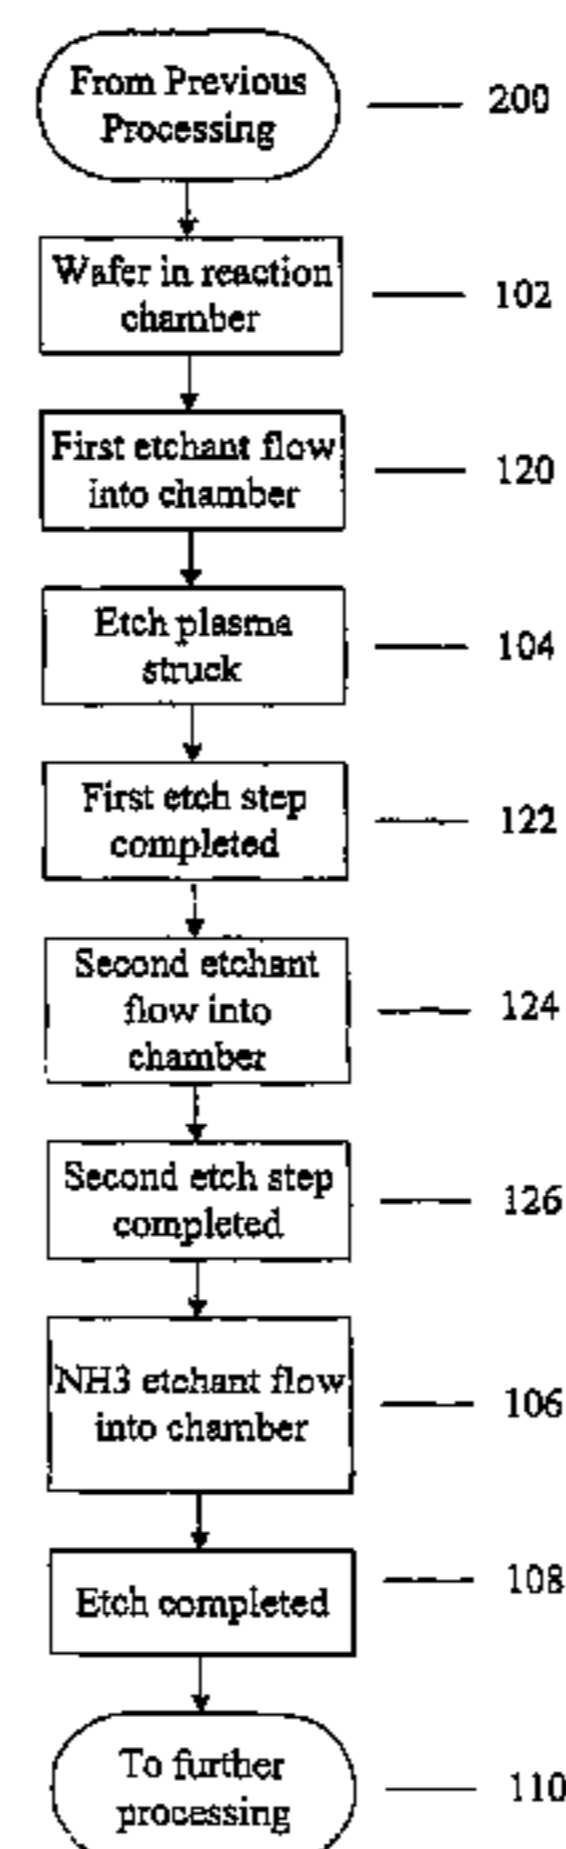 From Previous
Processing
200
Wafer in reaction
chamber
102
First etchant flow
into chamber
120
Etch plasma
struck
104
First etch step
completed
122
Second etchant
flow into
chamber
124
Second etch step
completed
126
NH3 etchant flow
into chamber
106
Etch completed
108
To further
processing
110